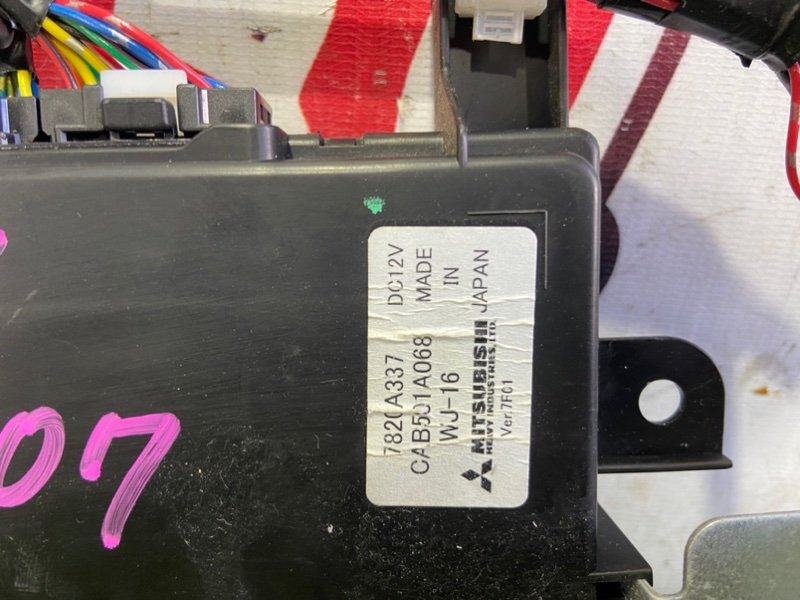 7820A337 DC12V
CAB501A068 MADE
WJ-16 IN
MITSUBISHI JAPAN
HEAVY INDUSTRIES, LTD.
Ver.7F01
07